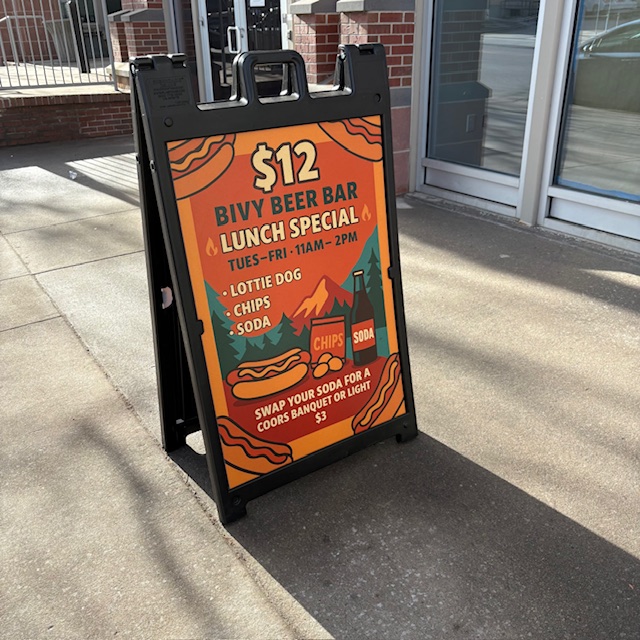 $12
BIVY BEER BAR
LUNCH SPECIAL
TUES–FRI · 11AM– 2PM
• LOTTIE DOG
• CHIPS
• SODA
CHIPS
SODA
SWAP YOUR SODA FOR A
COORS BANQUET OR LIGHT
$3